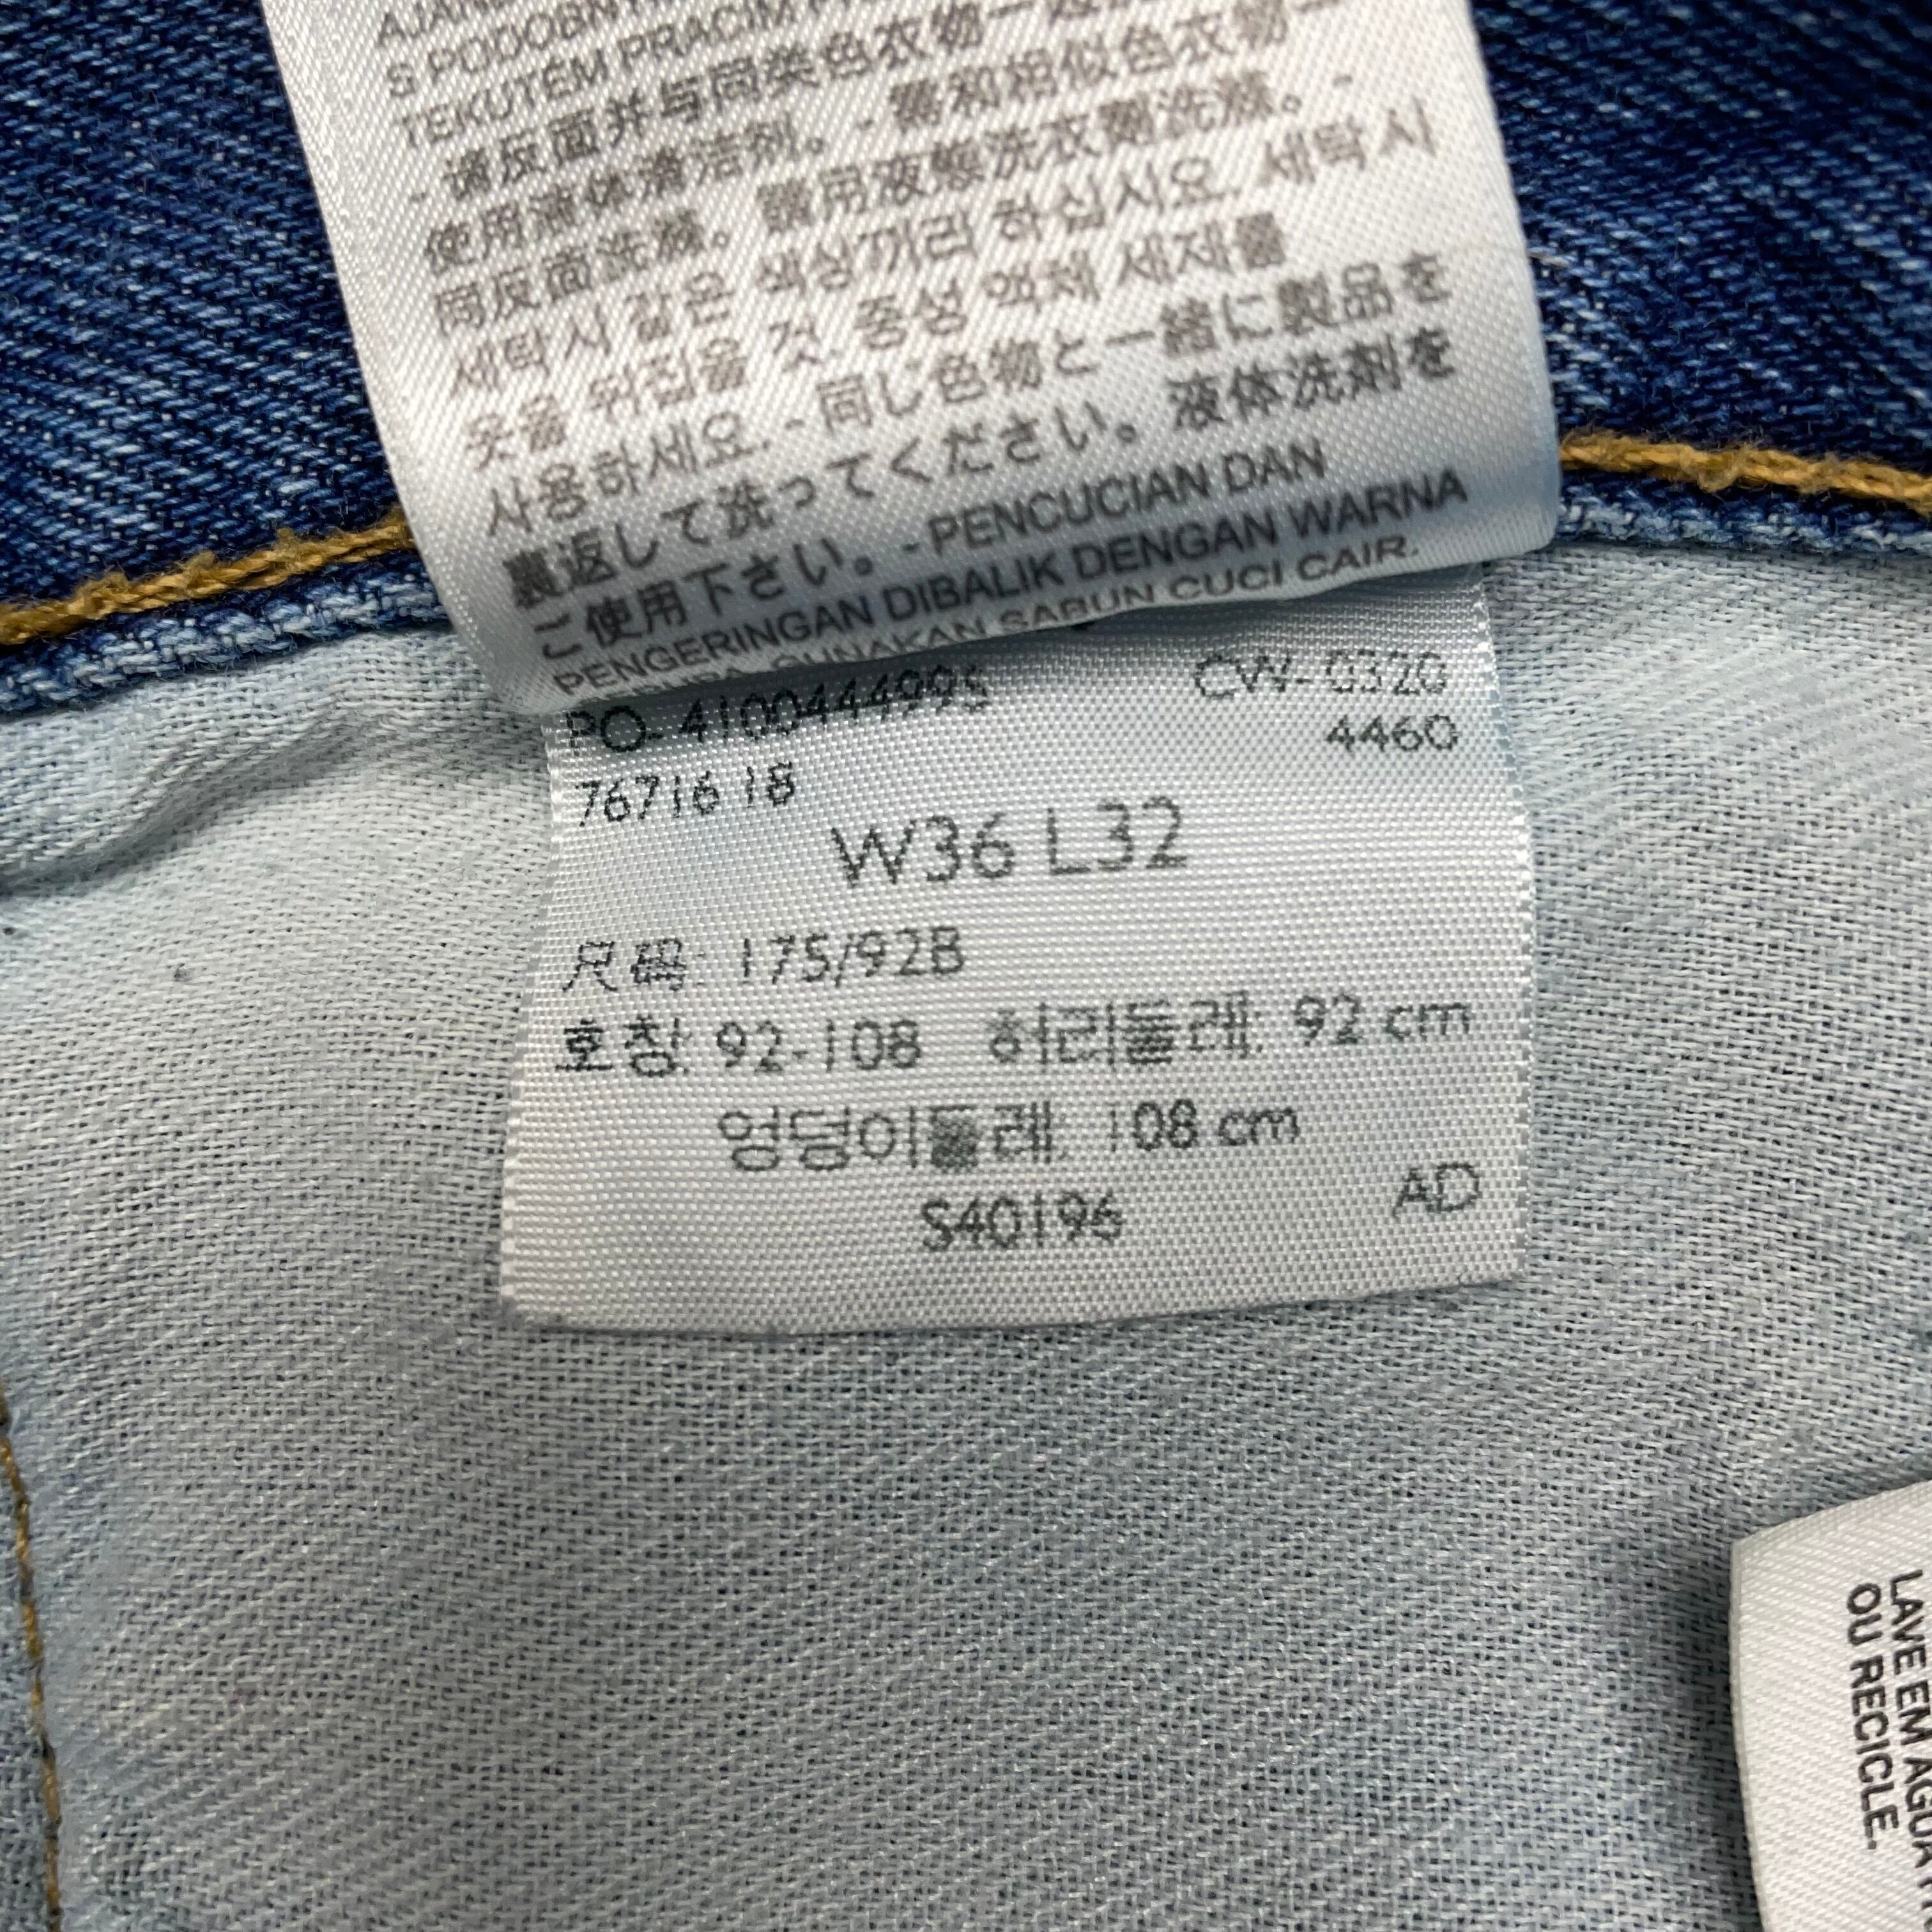 S PODOBN
TEKUTEM PRACIM
- 请反面并与同类色衣物一起
使用液体清洁剂。- 需和相似色衣物一
同反面洗滌。 請用液態洗衣劑洗滌。-
세탁시 같은 색상끼리 하십시오. 세탁시
옷을 뒤집을 것. 중성 액체 세제를
사용하세요. - 同じ色物と一緒に製品を
裏返して洗ってください。液体洗剤を
ご使用下さい。- PENCUCIAN DAN
PENGERINGAN DIBALIK DENGAN WARNA
GUNAKAN SABUN CUCI CAIR.
PO- 4100444995 CW- 0320
4460
76716 18
W36 L32
尺码: 175/92B
호칭: 92-108 허리둘레: 92 cm
엉덩이둘레: 108 cm
S40196 AD
LAVE EM AGUA
OU RECICLE.